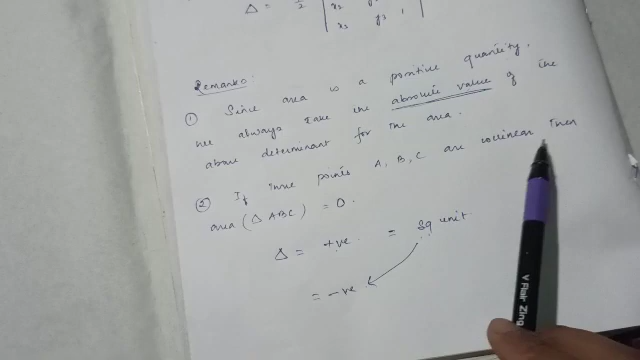 Δ = 1/2 | x₂ y₂ 1 |
x₃ y₃ 1
Remarks:
① Since area is a positive quantity,
we always take the absolute value of the
above determinant for the area.
② If three points A, B, C are collinear then
area (Δ ABC) = 0.
Δ = +ve = Sq unit
= -ve
V Flair Zing